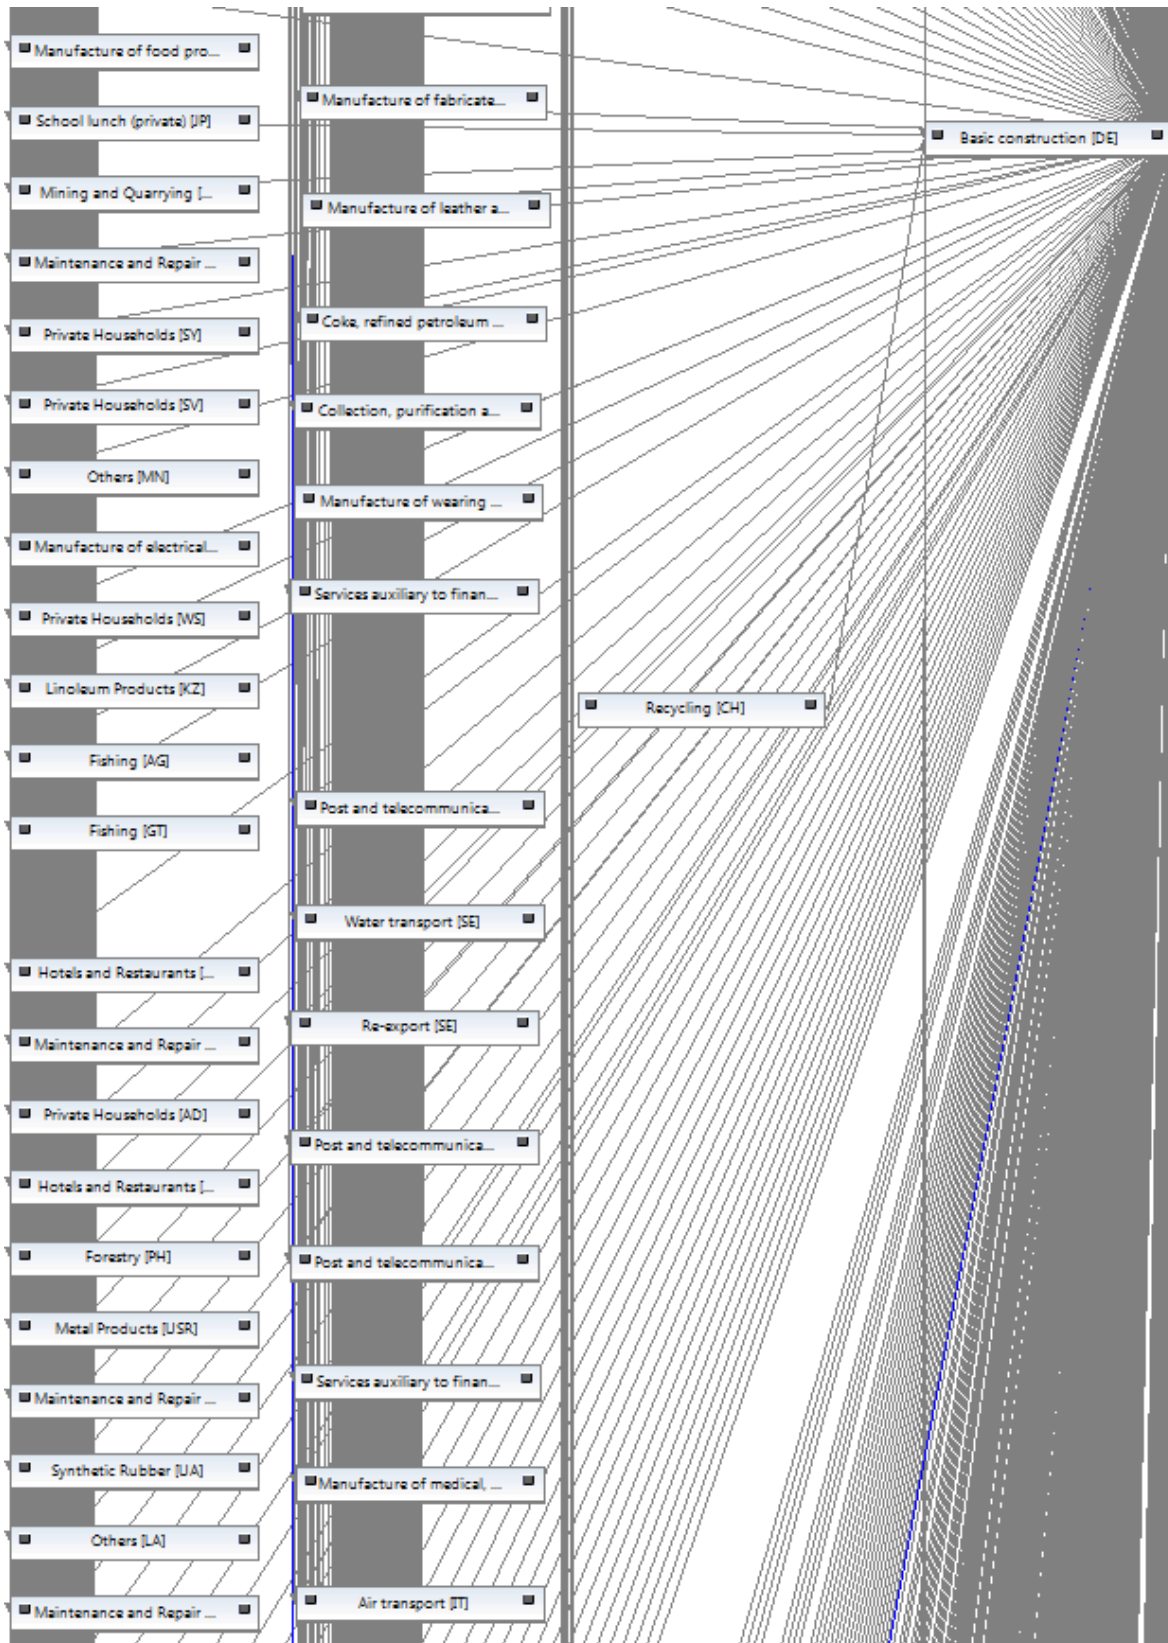 Manufacture of food pro...
School lunch (private) [JP]
Mining and Quarrying [...
Maintenance and Repair ...
Private Households [SY]
Private Households [SV]
Others [MN]
Manufacture of electrical...
Private Households [WS]
Linoleum Products [KZ]
Fishing [AG]
Fishing [GT]
Hotels and Restaurants [...
Maintenance and Repair ...
Private Households [AD]
Hotels and Restaurants [...
Forestry [PH]
Metal Products [USR]
Maintenance and Repair ...
Synthetic Rubber [UA]
Others [LA]
Maintenance and Repair ...
Manufacture of fabricate...
Manufacture of leather a...
Coke, refined petroleum ...
Collection, purification a...
Manufacture of wearing ...
Services auxiliary to finan...
Post and telecommunica...
Water transport [SE]
Re-export [SE]
Post and telecommunica...
Post and telecommunica...
Services auxiliary to finan...
Manufacture of medical, ...
Air transport [IT]
Recycling [CH]
Basic construction [DE]